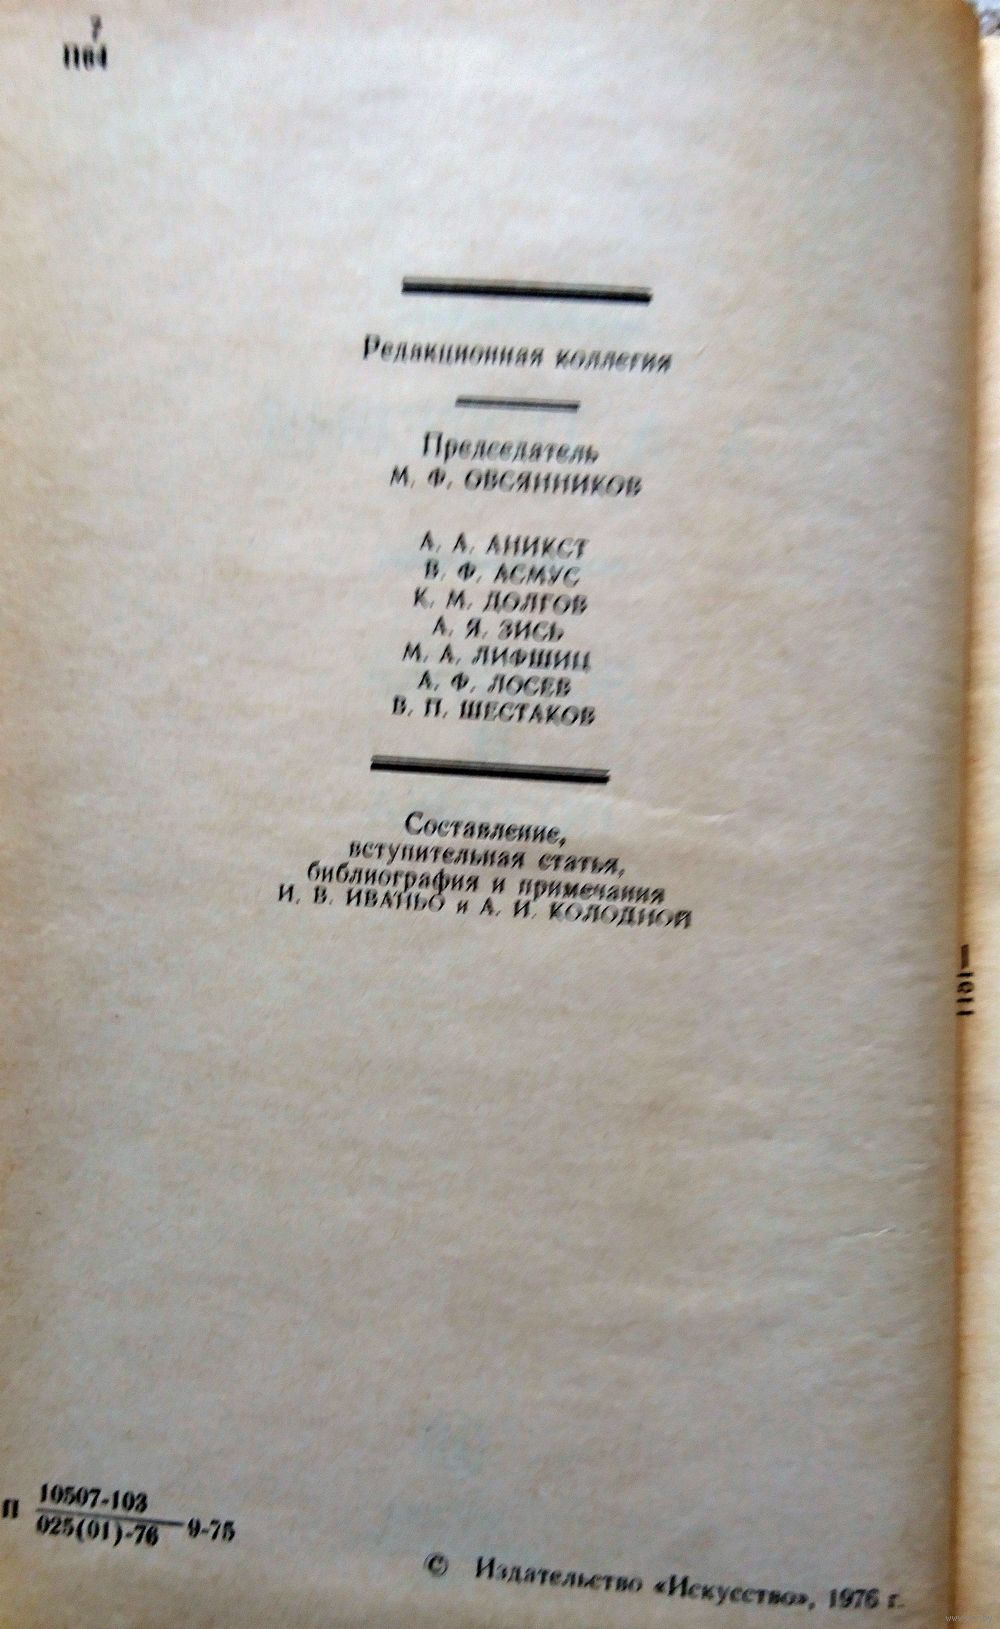 7
П64
Редакционная коллегия
Председатель
М. Ф. ОВСЯННИКОВ
А. А. АНИКСТ
В. Ф. АСМУС
К. М. ДОЛГОВ
А. Я. ЗИСЬ
М. А. ЛИФШИЦ
А. Ф. ЛОСЕВ
В. П. ШЕСТАКОВ
Составление,
вступительная статья,
библиография и примечания
И. В. ИВАНЬО и А. И. КОЛОДНОЙ
П 10507-103
025(01)-76 9-75
© Издательство «Искусство», 1976 г.